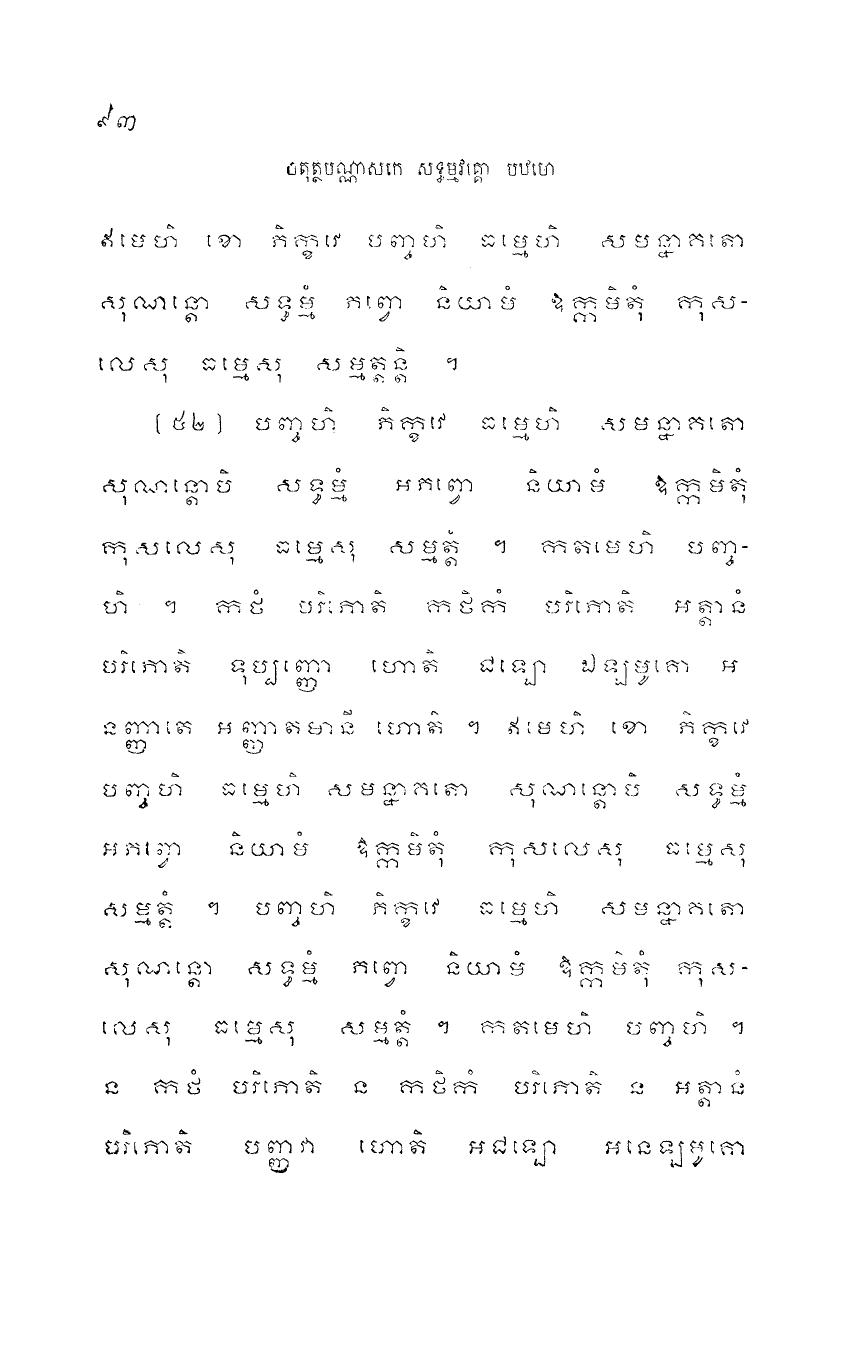 ៩៣
ចតុត្ថបណ្ណាសកេ សទ្ធម្មវគ្គោ បឋមោ
ឥមេហិ ខោ ភិក្ខវេ បញ្ចហិ ធម្មេហិ សមន្នាគតោ
សុណន្តោ សទ្ធម្មំ ភព្វោ និយាមំ ឱក្កមិតុំ កុស-
លេសុ ធម្មេសុ សម្មត្តន្តិ ។
(៥២) បញ្ចហិ ភិក្ខវេ ធម្មេហិ សមន្នាគតោ
សុណន្តោបិ សទ្ធម្មំ អភព្វោ និយាមំ ឱក្កមិតុំ
កុសលេសុ ធម្មេសុ សម្មត្តំ ។ កតមេហិ បញ្ច-
ហិ ។ កថំ បរិភោតិ កថិកំ បរិភោតិ អត្តានំ
បរិភោតិ ទុប្បញ្ញោ ហោតិ ជឡោ ឯឡមូគោ អ
នញ្ញាតេ អញ្ញាតមានី ហោតិ ។ ឥមេហិ ខោ ភិក្ខវេ
បញ្ចហិ ធម្មេហិ សមន្នាគតោ សុណន្តោបិ សទ្ធម្មំ
អភព្វោ និយាមំ ឱក្កមិតុំ កុសលេសុ ធម្មេសុ
សម្មត្តំ ។ បញ្ចហិ ភិក្ខវេ ធម្មេហិ សមន្នាគតោ
សុណន្តោ សទ្ធម្មំ ភព្វោ និយាមំ ឱក្កមិតុំ កុស-
លេសុ ធម្មេសុ សម្មត្តំ ។ កតមេហិ បញ្ចហិ ។
ន កថំ បរិភោតិ ន កថិកំ បរិភោតិ ន អត្តានំ
បរិភោតិ បញ្ញវា ហោតិ អជឡោ អនេឡមូគោ